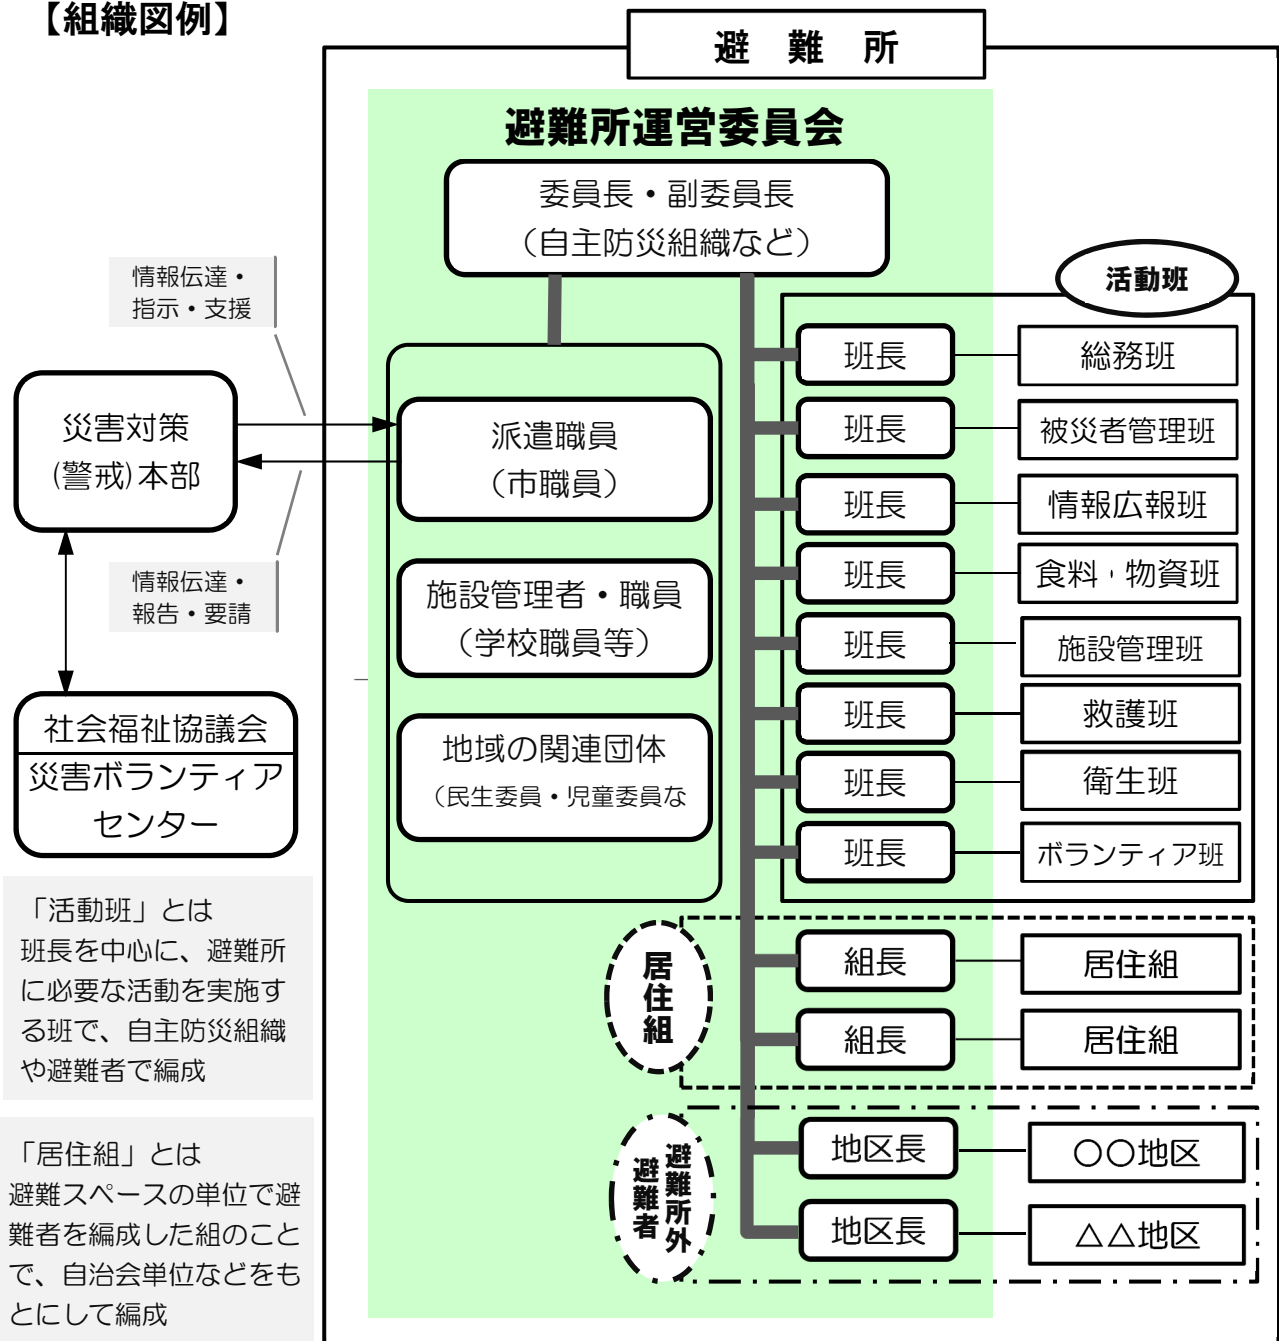 【組織図例】
避 難 所
避難所運営委員会
委員長・副委員長
（自主防災組織など）
情報伝達・
指示・支援
災害対策
(警戒)本部
情報伝達・
報告・要請
社会福祉協議会
災害ボランティア
センター
派遣職員
（市職員）
施設管理者・職員
（学校職員等）
地域の関連団体
（民生委員・児童委員な
活動班
班長
総務班
班長
被災者管理班
班長
情報広報班
班長
食料・物資班
班長
施設管理班
班長
救護班
班長
衛生班
班長
ボランティア班
居住組
組長
居住組
組長
居住組
避難所外
避難者
地区長
○○地区
地区長
△△地区
「活動班」とは
班長を中心に、避難所
に必要な活動を実施す
る班で、自主防災組織
や避難者で編成
「居住組」とは
避難スペースの単位で避
難者を編成した組のこと
で、自治会単位などをも
とにして編成